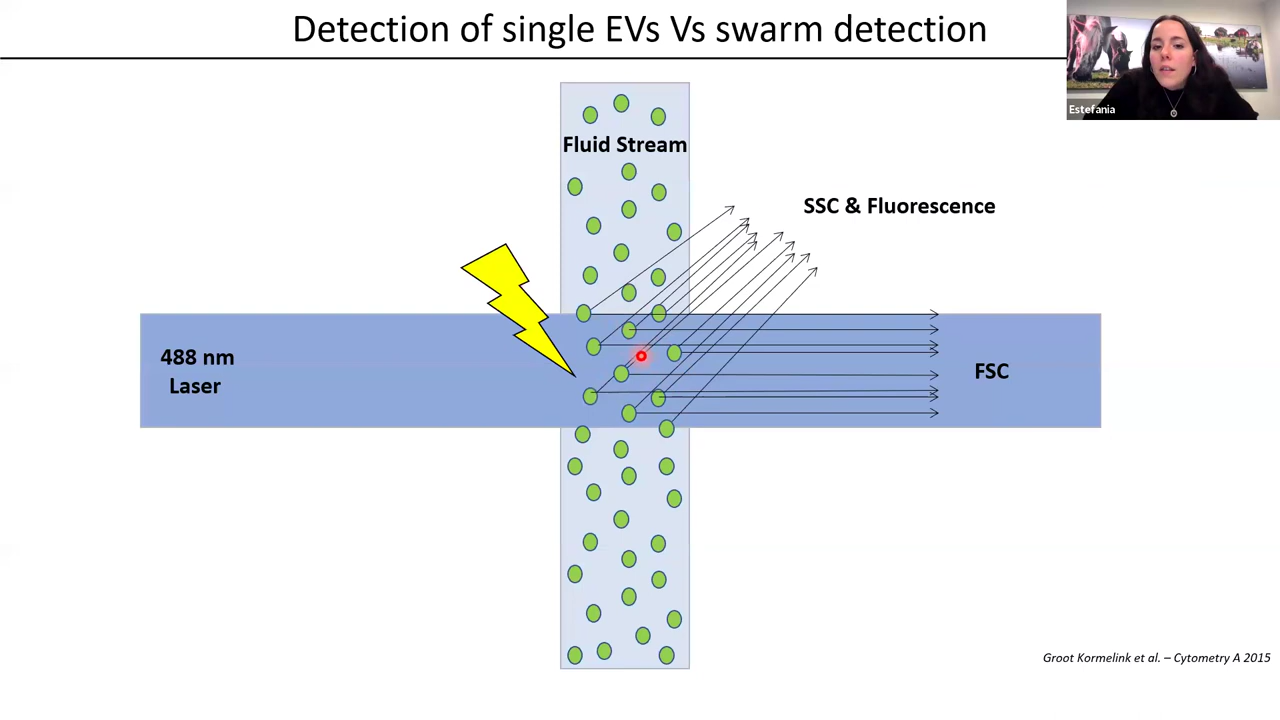 Detection of single EVs Vs swarm detection
Estefania
Fluid Stream
SSC & Fluorescence
488 nm
Laser
FSC
Groot Kormelink et al. – Cytometry A 2015